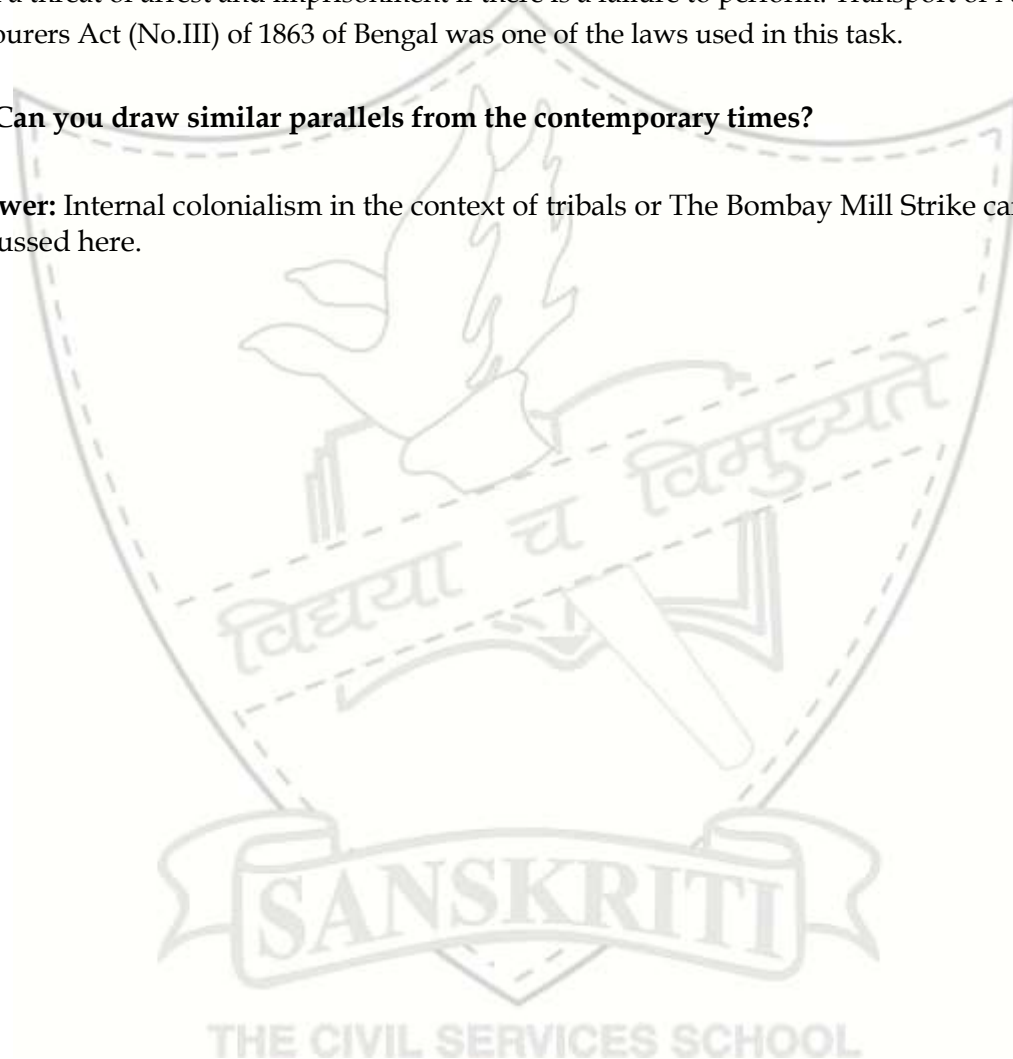 a threat of arrest and imprisonment if there is a failure to perform. Transport of
ourers Act (No.III) of 1863 of Bengal was one of the laws used in this task.
Can you draw similar parallels from the contemporary times?
wer: Internal colonialism in the context of tribals or The Bombay Mill Strike ca
ussed here.
विद्यया च विमुच्यते
SANSKRITI
THE CIVIL SERVICES SCHOOL